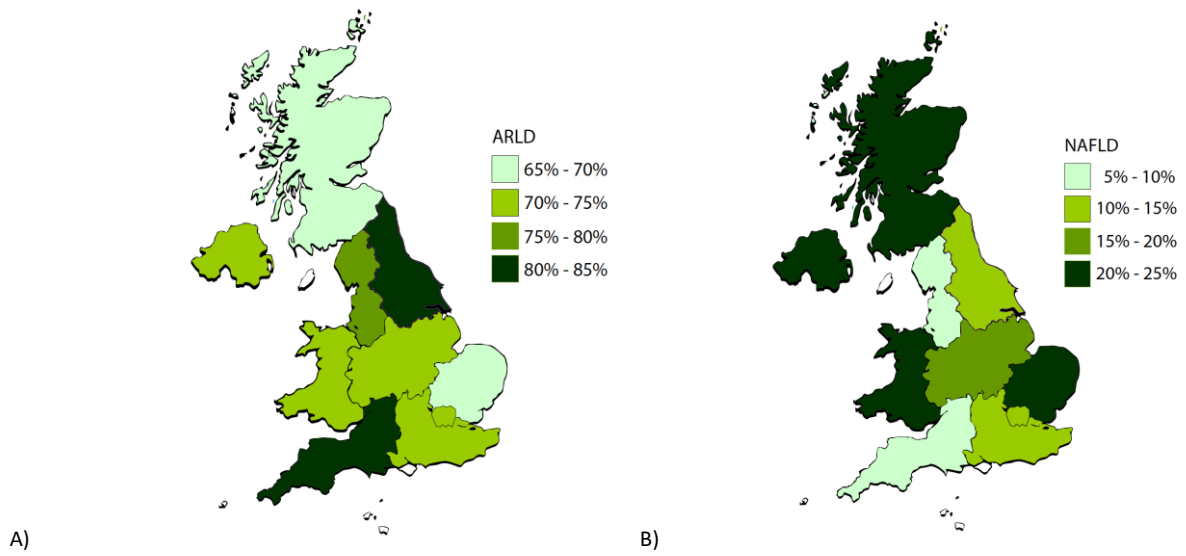 ARLD
65% - 70%
70% - 75%
75% - 80%
80% - 85%
A)
NAFLD
5% - 10%
10% - 15%
15% - 20%
20% - 25%
B)